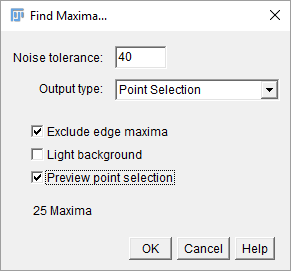 Find Maxima...
Noise tolerance: 40
Output type: Point Selection
Exclude edge maxima
Light background
Preview point selection
25 Maxima
OK Cancel Help